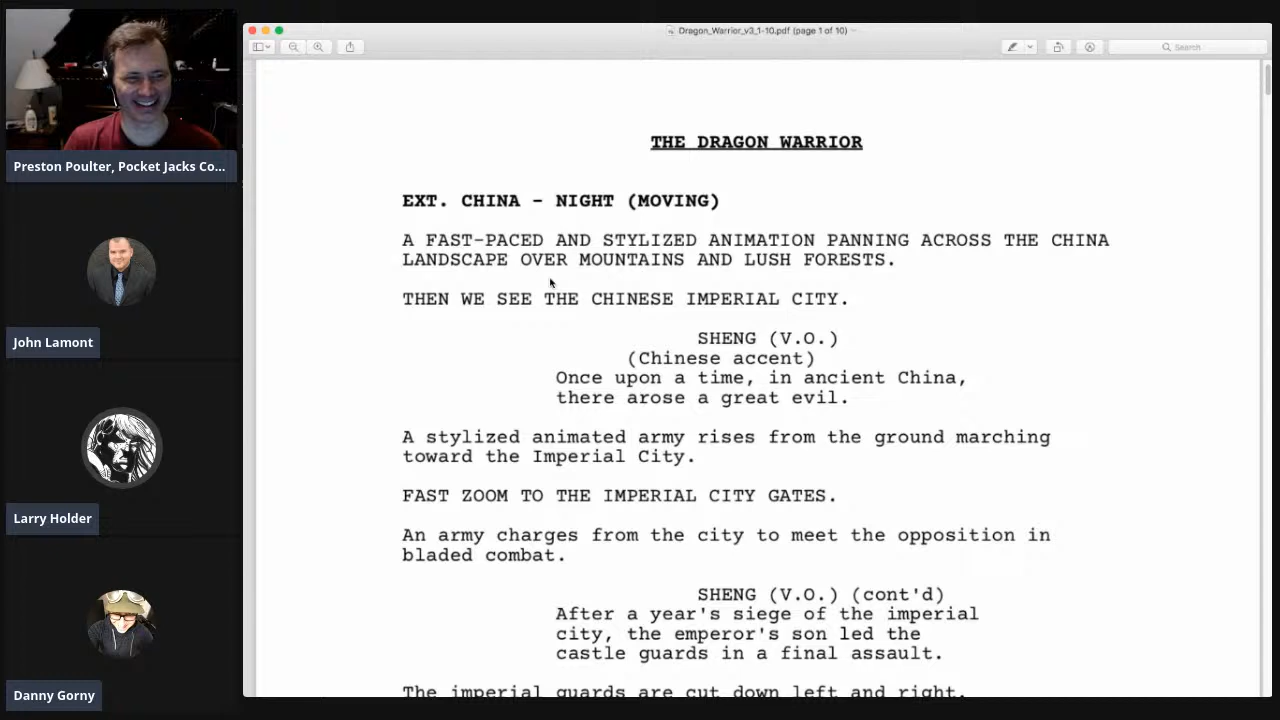 Dragon_Warrior_v3_1-10.pdf (page 1 of 10)
Search
Preston Poulter, Pocket Jacks Co...
John Lamont
Larry Holder
Danny Gorny
THE DRAGON WARRIOR
EXT. CHINA - NIGHT (MOVING)
A FAST-PACED AND STYLIZED ANIMATION PANNING ACROSS THE CHINA
LANDSCAPE OVER MOUNTAINS AND LUSH FORESTS.
THEN WE SEE THE CHINESE IMPERIAL CITY.
SHENG (V.O.)
(Chinese accent)
Once upon a time, in ancient China,
there arose a great evil.
A stylized animated army rises from the ground marching
toward the Imperial City.
FAST ZOOM TO THE IMPERIAL CITY GATES.
An army charges from the city to meet the opposition in
bladed combat.
SHENG (V.O.) (cont'd)
After a year's siege of the imperial
city, the emperor's son led the
castle guards in a final assault.
The imperial guards are cut down left and right.